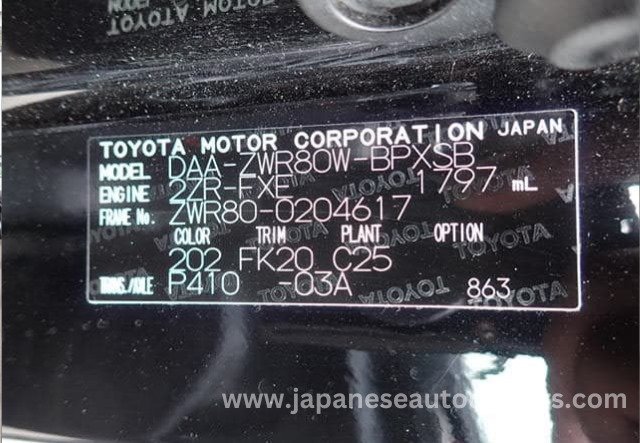 TOYOTA MOTOR CORPORATION JAPAN
MODEL DAA-ZWR80W-BPXSB
ENGINE 2ZR-FXE 1797 mL
FRAME No. ZWR80-0204617
COLOR TRIM PLANT OPTION
202 FK20 C25
TRANS./AXLE P410 -03A 863